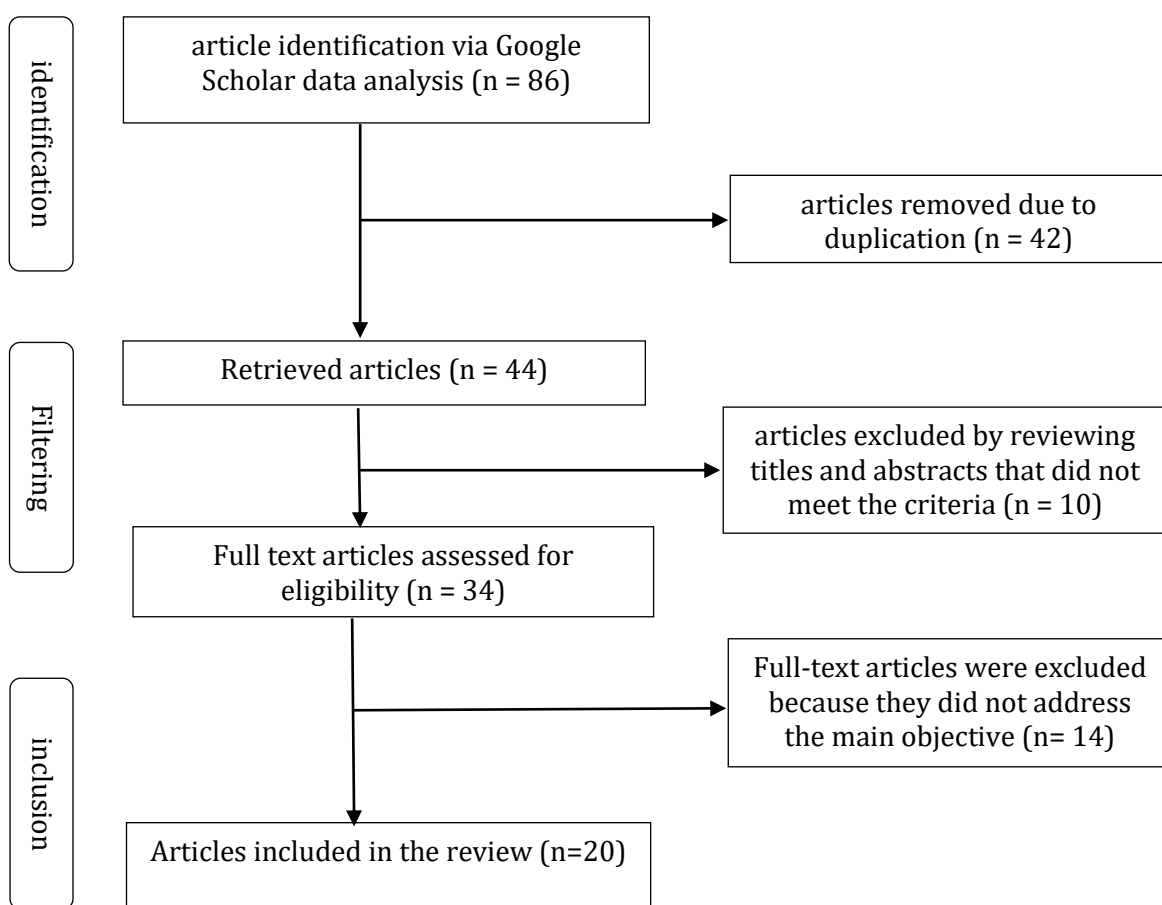 identification
article identification via Google
Scholar data analysis (n = 86)
articles removed due to
duplication (n = 42)
Filtering
Retrieved articles (n = 44)
articles excluded by reviewing
titles and abstracts that did not
meet the criteria (n = 10)
Full text articles assessed for
eligibility (n = 34)
inclusion
Full-text articles were excluded
because they did not address
the main objective (n= 14)
Articles included in the review (n=20)